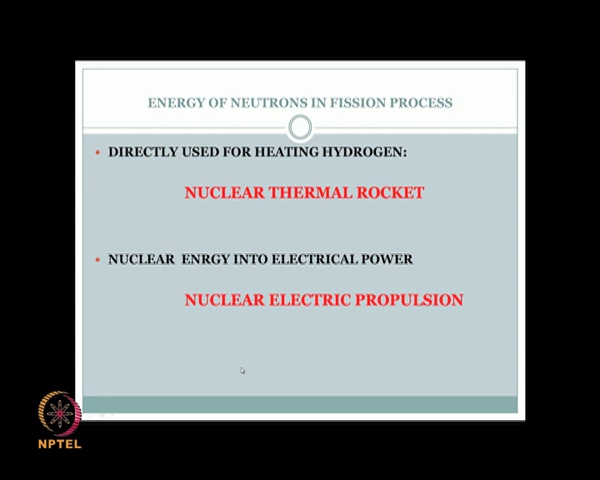 ENERGY OF NEUTRONS IN FISSION PROCESS
• DIRECTLY USED FOR HEATING HYDROGEN:
NUCLEAR THERMAL ROCKET
• NUCLEAR ENRGY INTO ELECTRICAL POWER
NUCLEAR ELECTRIC PROPULSION
NPTEL